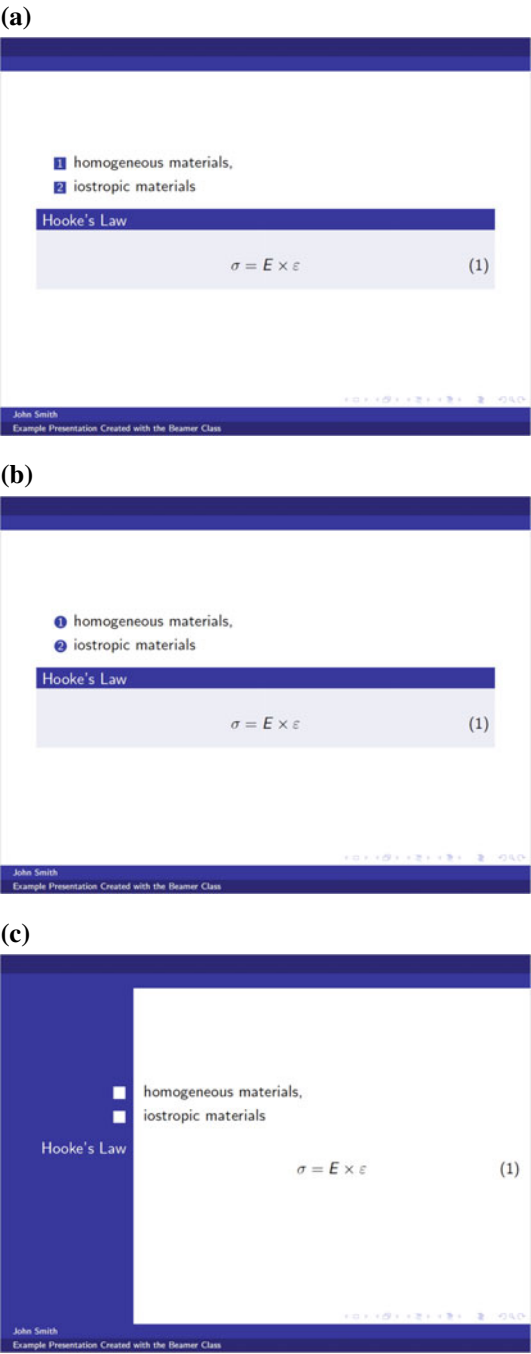 (a)
1 homogeneous materials,
2 iostropic materials
Hooke's Law
σ = E × ε (1)
John Smith
Example Presentation Created with the Beamer Class
(b)
1 homogeneous materials,
2 iostropic materials
Hooke's Law
σ = E × ε (1)
John Smith
Example Presentation Created with the Beamer Class
(c)
homogeneous materials,
iostropic materials
Hooke's Law
σ = E × ε (1)
John Smith
Example Presentation Created with the Beamer Class